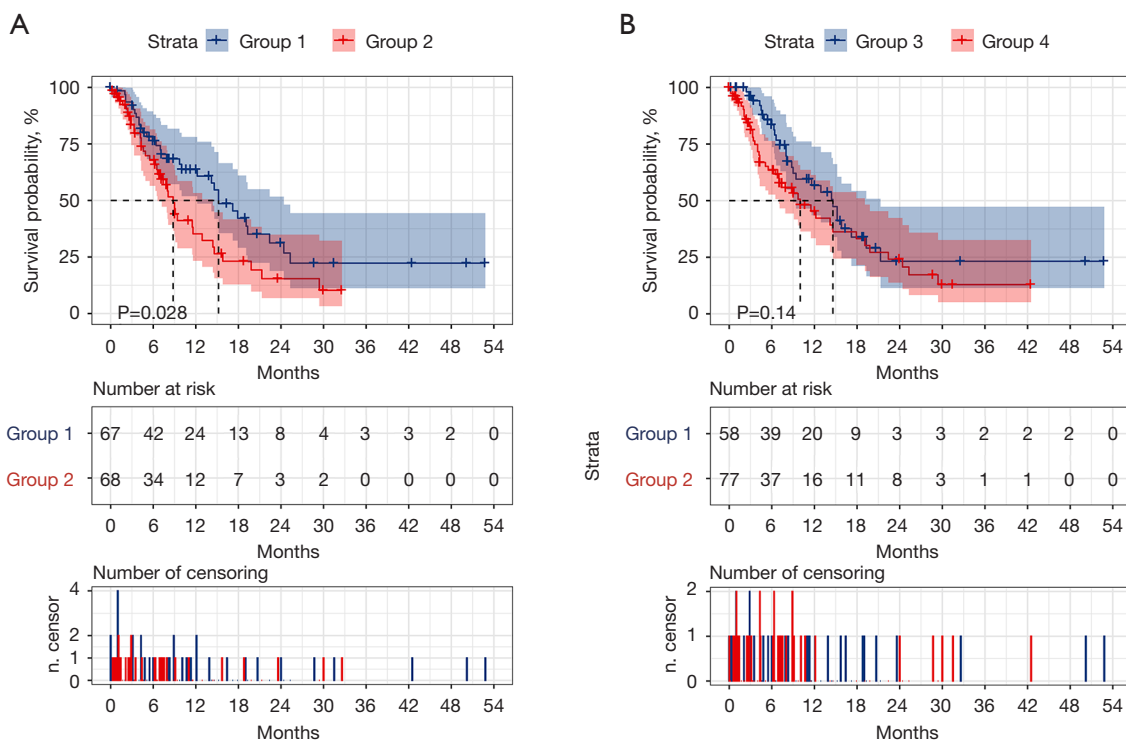 A
Strata Group 1 Group 2
Survival probability, %
100
75
50
25
0
P=0.028
0 6 12 18 24 30 36 42 48 54
Months
Number at risk
Group 1 67 42 24 13 8 4 3 3 2 0
Group 2 68 34 12 7 3 2 0 0 0 0
0 6 12 18 24 30 36 42 48 54
Months
Number of censoring
n. censor
4
2
1
0
0 6 12 18 24 30 36 42 48 54
Months
B
Strata Group 3 Group 4
Survival probability, %
100
75
50
25
0
P=0.14
0 6 12 18 24 30 36 42 48 54
Months
Number at risk
Strata
Group 1 58 39 20 9 3 3 2 2 2 0
Group 2 77 37 16 11 8 3 1 1 0 0
0 6 12 18 24 30 36 42 48 54
Months
Number of censoring
n. censor
2
1
0
0 6 12 18 24 30 36 42 48 54
Months